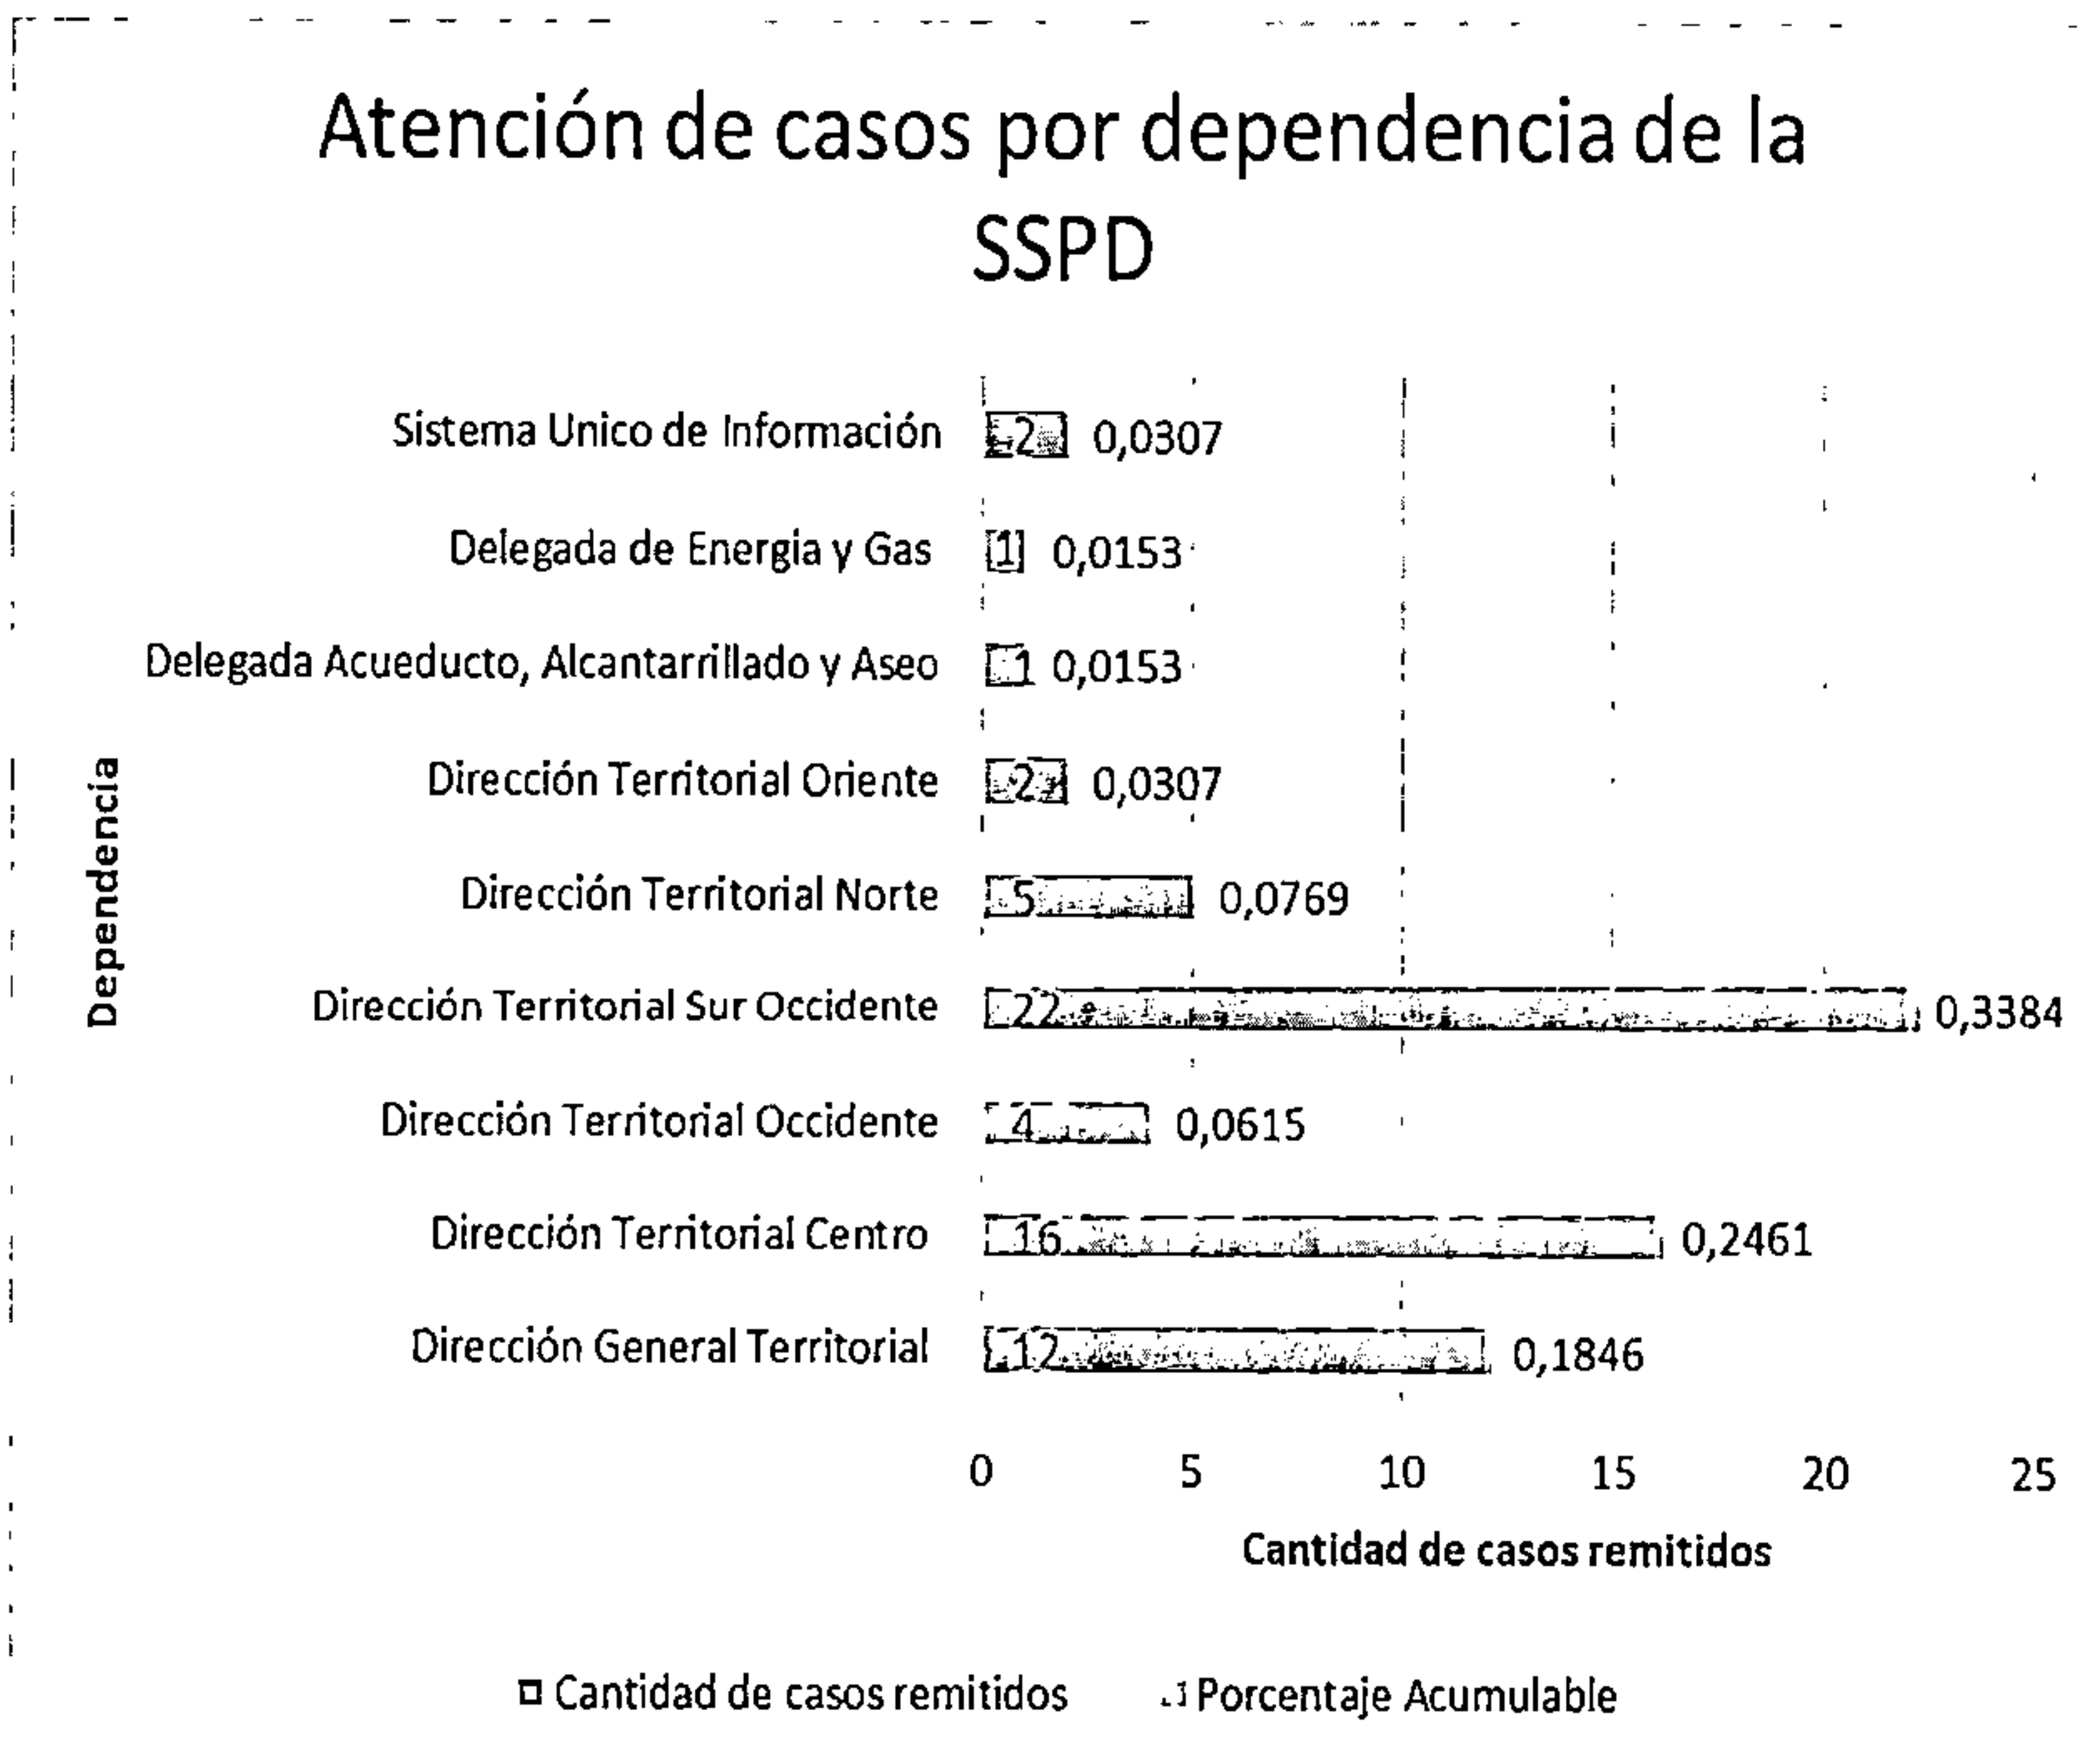 Atención de casos por dependencia de la
SSPD
Sistema Unico de Información 2 0,0307
Delegada de Energia y Gas 1 0,0153
Delegada Acueducto, Alcantarrillado y Aseo 1 0,0153
Dirección Territorial Oriente 2 0,0307
Dirección Territorial Norte 5 0,0769
Dirección Territorial Sur Occidente 22 0,3384
Dirección Territorial Occidente 4 0,0615
Dirección Territorial Centro 16 0,2461
Dirección General Territorial 12 0,1846
Dependencia
0 5 10 15 20 25
Cantidad de casos remitidos
Cantidad de casos remitidos Porcentaje Acumulable